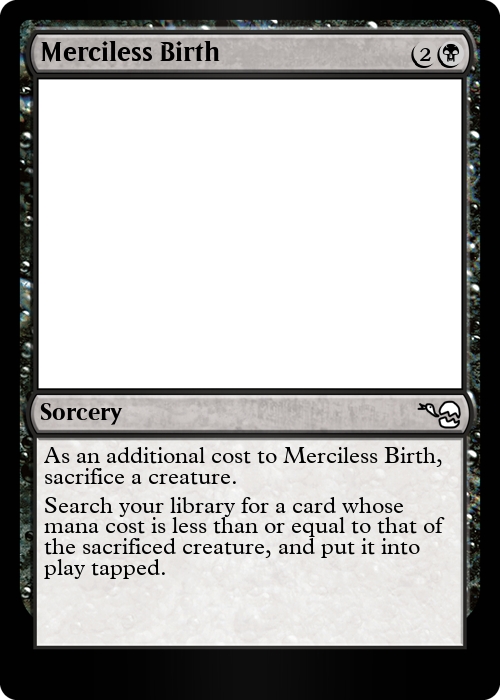 Merciless Birth 2
Sorcery
As an additional cost to Merciless Birth,
sacrifice a creature.
Search your library for a card whose
mana cost is less than or equal to that of
the sacrificed creature, and put it into
play tapped.